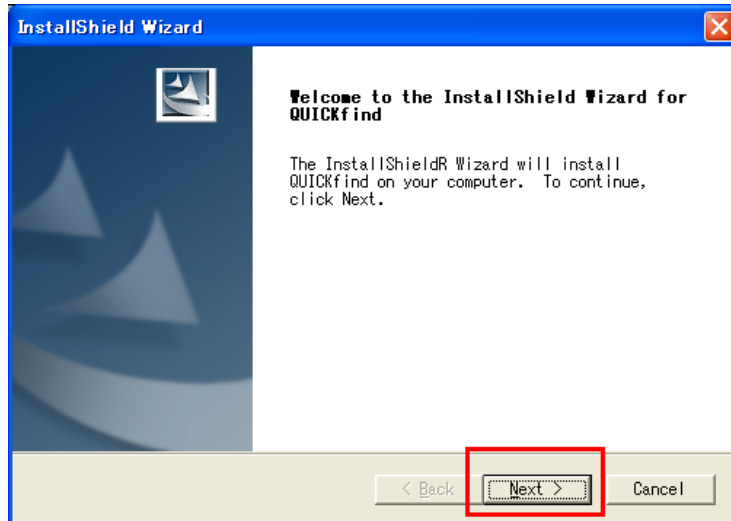 InstallShield Wizard
Welcome to the InstallShield Wizard for
QUICKfind
The InstallShieldR Wizard will install
QUICKfind on your computer.  To continue,
click Next.
< Back
Next >
Cancel